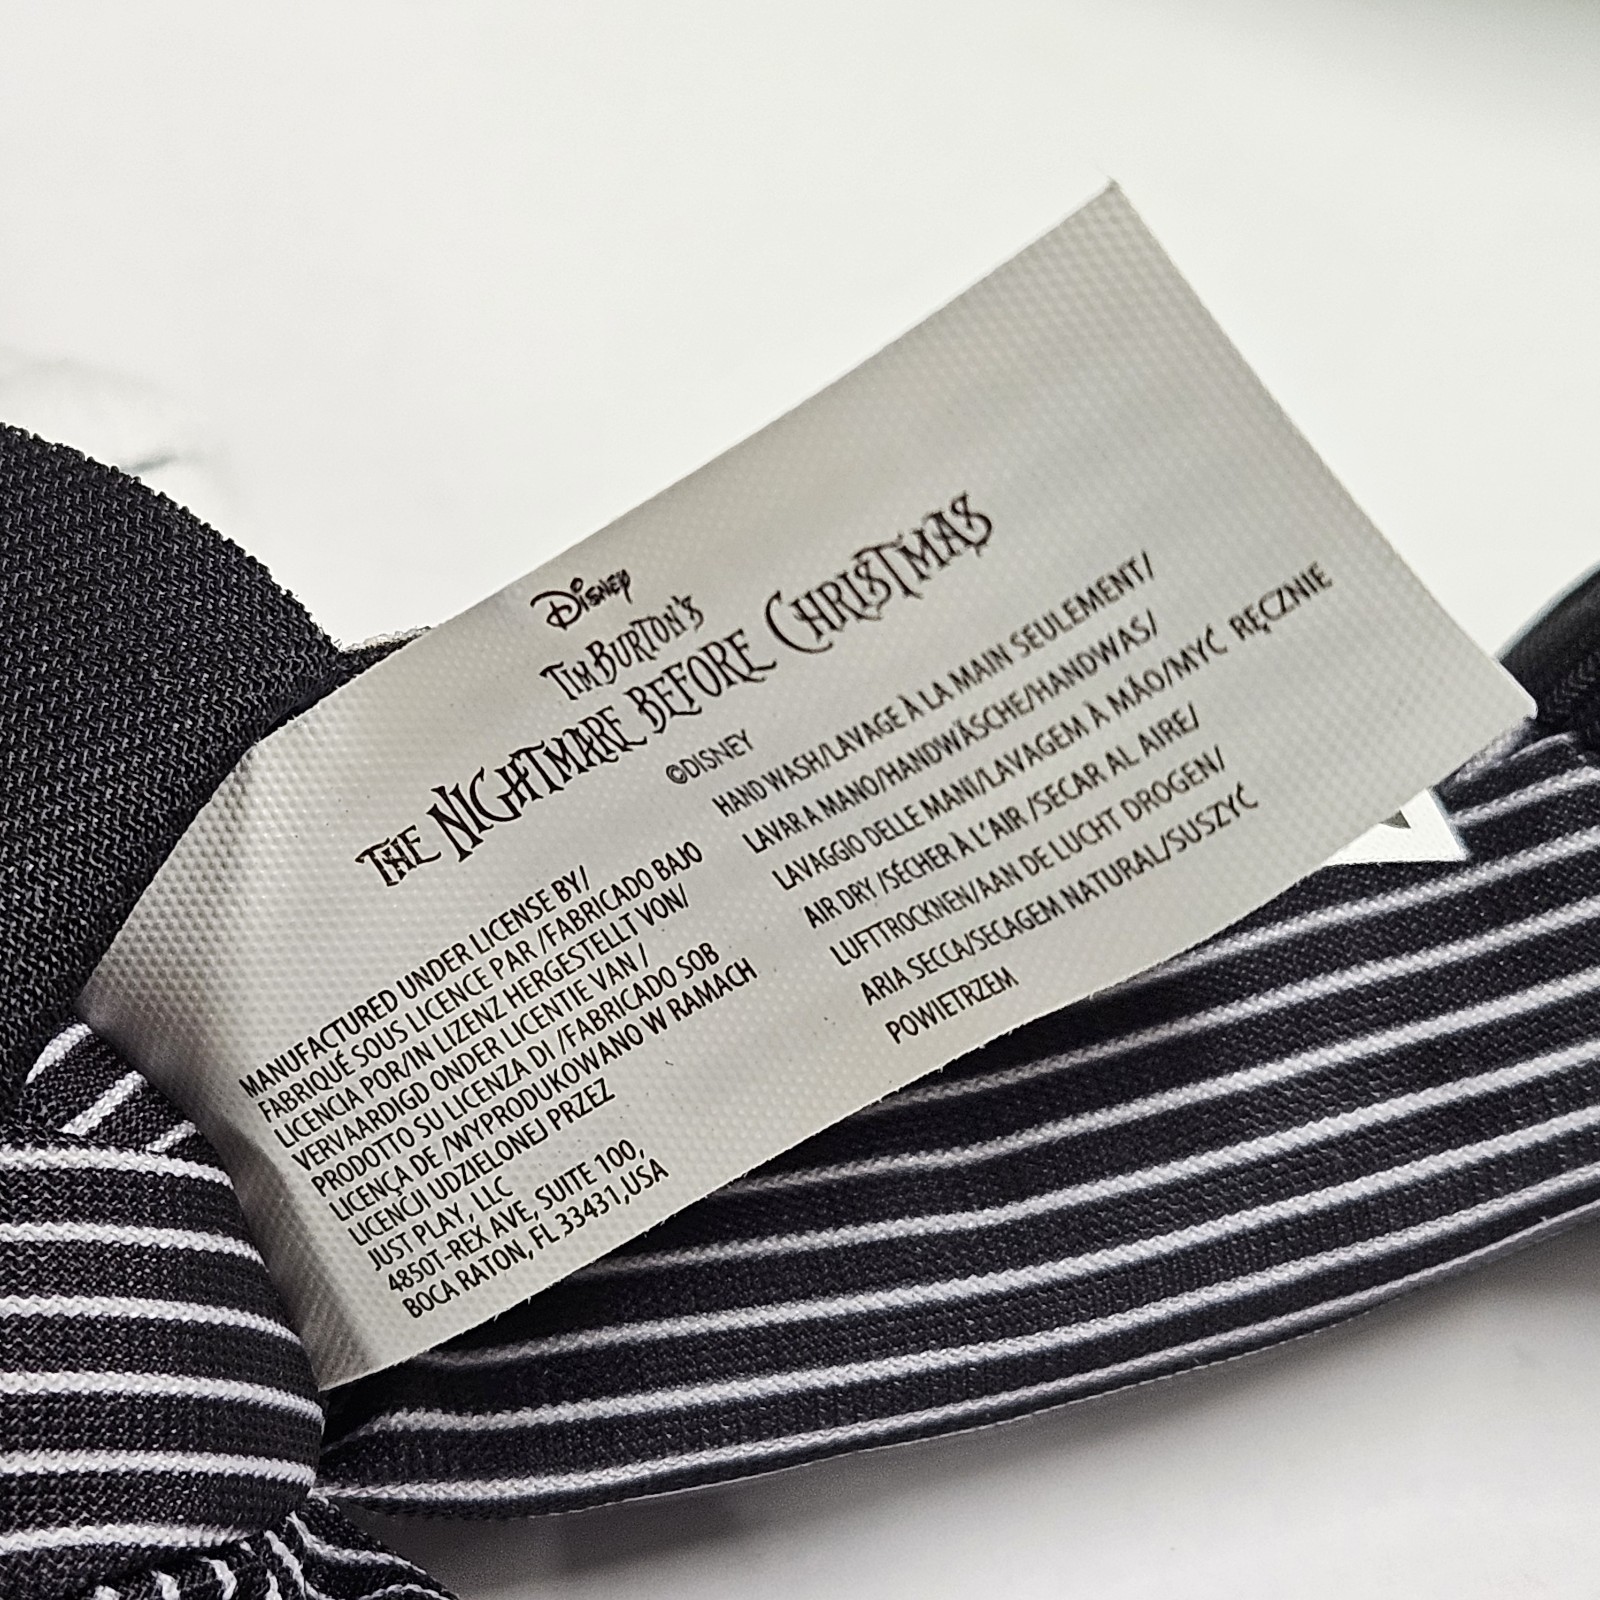 Disney
Tim Burton's
The Nightmare Before Christmas
©DISNEY
MANUFACTURED UNDER LICENSE BY/
FABRIQUÉ SOUS LICENCE PAR /FABRICADO BAJO
LICENCIA POR/IN LIZENZ HERGESTELLT VON/
VERVAARDIGD ONDER LICENTIE VAN /
PRODOTTO SU LICENZA DI /FABRICADO SOB
LICENÇA DE /WYPRODUKOWANO W RAMACH
LICENĆJI UDZIELONEJ PRZEZ
JUST PLAY, LLC
4850T-REX AVE, SUITE 100,
BOCA RATON, FL 33431,USA
HAND WASH/LAVAGE À LA MAIN SEULEMENT/
LAVAR A MANO/HANDWÄSCHE/HANDWAS/
LAVAGGIO DELLE MANI/LAVAGEM À MÃO/MYĆ RĘCZNIE
AIR DRY /SÉCHER À L'AIR /SECAR AL AIRE/
LUFTTROCKNEN/AAN DE LUCHT DROGEN/
ARIA SECCA/SECAGEM NATURAL/SUSZYĆ
POWIETRZEM